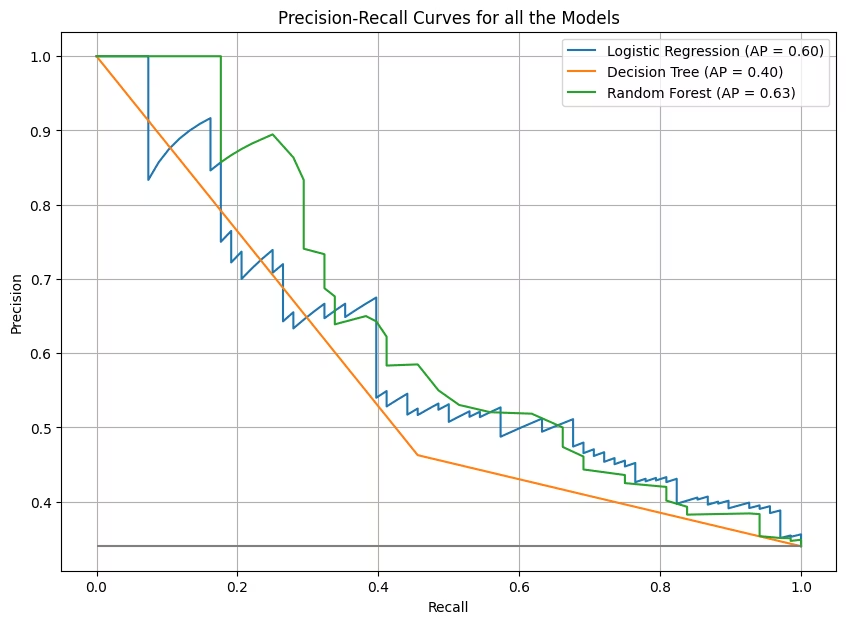 Precision-Recall Curves for all the Models
Logistic Regression (AP = 0.60)
Decision Tree (AP = 0.40)
Random Forest (AP = 0.63)
1.0
0.9
0.8
0.7
0.6
0.5
0.4
Precision
0.0
0.2
0.4
0.6
0.8
1.0
Recall